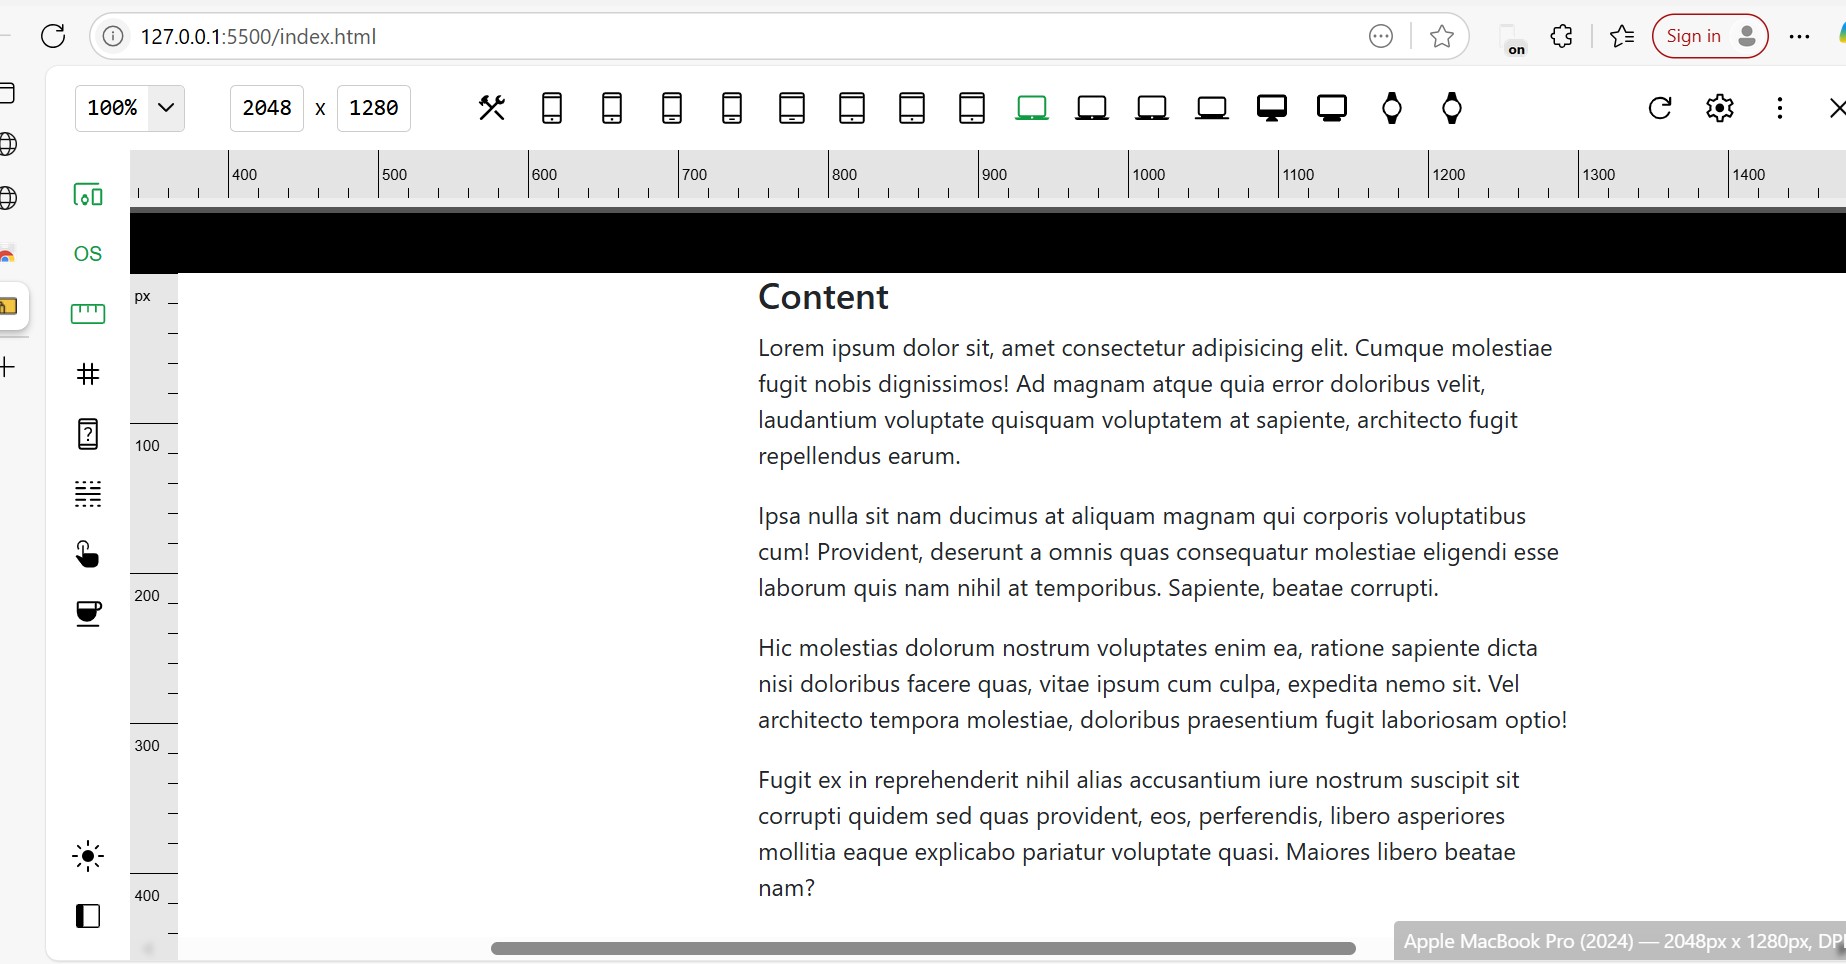 127.0.0.1:5500/index.html
on
Sign in
100%
2048 x 1280
400 500 600 700 800 900 1000 1100 1200 1300 1400
OS
px
100
200
300
400
Content
Lorem ipsum dolor sit, amet consectetur adipisicing elit. Cumque molestiae
fugit nobis dignissimos! Ad magnam atque quia error doloribus velit,
laudantium voluptate quisquam voluptatem at sapiente, architecto fugit
repellendus earum.
Ipsa nulla sit nam ducimus at aliquam magnam qui corporis voluptatibus
cum! Provident, deserunt a omnis quas consequatur molestiae eligendi esse
laborum quis nam nihil at temporibus. Sapiente, beatae corrupti.
Hic molestias dolorum nostrum voluptates enim ea, ratione sapiente dicta
nisi doloribus facere quas, vitae ipsum cum culpa, expedita nemo sit. Vel
architecto tempora molestiae, doloribus praesentium fugit laboriosam optio!
Fugit ex in reprehenderit nihil alias accusantium iure nostrum suscipit sit
corrupti quidem sed quas provident, eos, perferendis, libero asperiores
mollitia eaque explicabo pariatur voluptate quasi. Maiores libero beatae
nam?
Apple MacBook Pro (2024) — 2048px x 1280px,